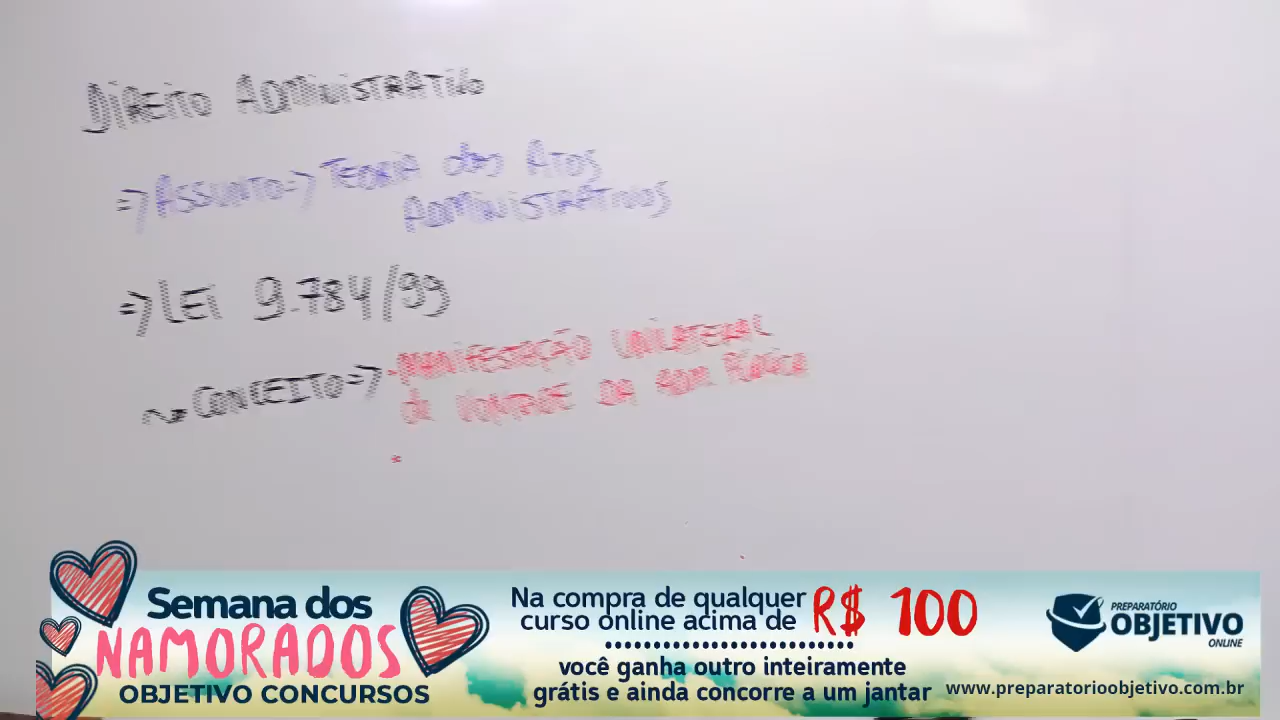 DIREITO ADMINISTRATIVO
=> ASSUNTO => TEORIA dos ATOS
ADMINISTRATIVOS
=> LEI 9.784/99
CONCEITO => • MANIFESTAÇÃO UNILATERAL
de VONTADE DA ADM PÚBLICA
•
Semana dos
NAMORADOS
OBJETIVO CONCURSOS
Na compra de qualquer
curso online acima de R$ 100
você ganha outro inteiramente
grátis e ainda concorre a um jantar
PREPARATÓRIO
OBJETIVO
ONLINE
www.preparatorioobjetivo.com.br